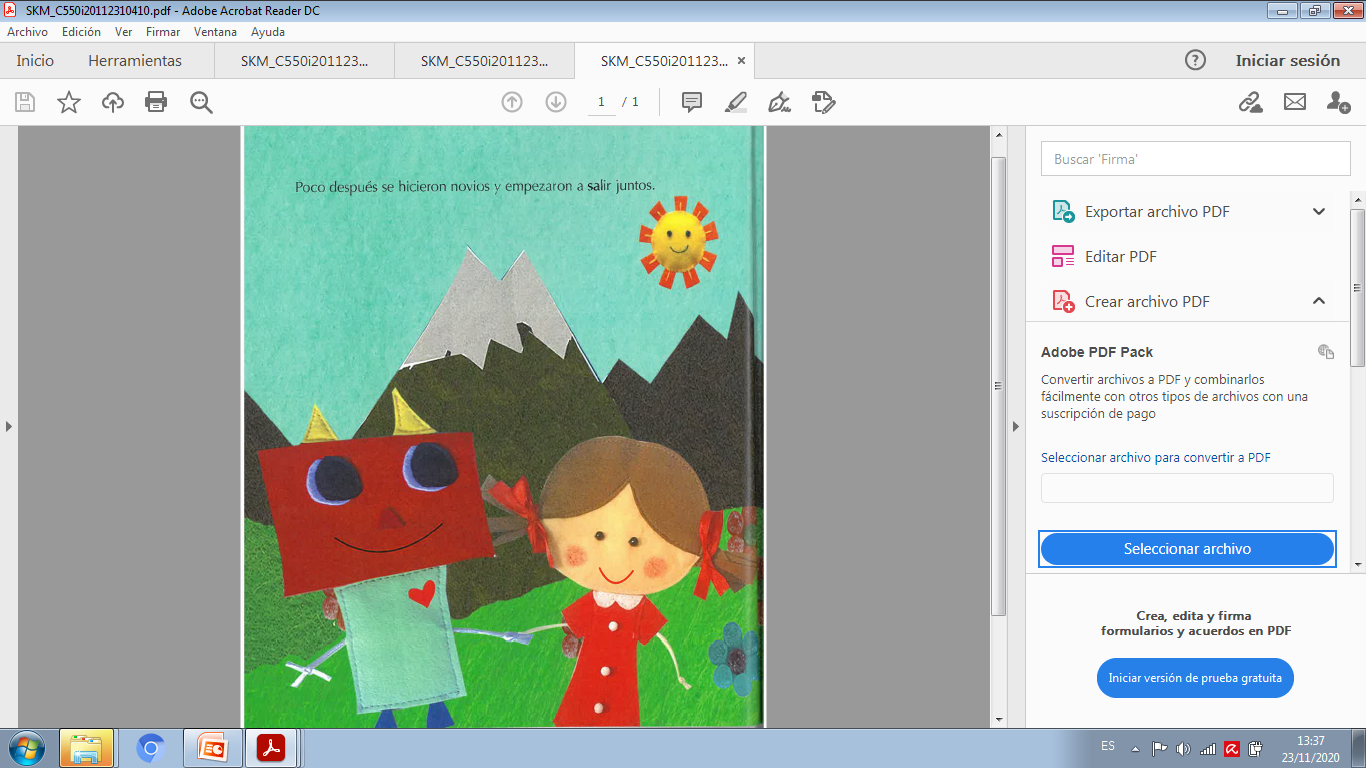 SKM_C550i20112310410.pdf - Adobe Acrobat Reader DC
Archivo Edición Ver Firmar Ventana Ayuda
Inicio Herramientas SKM_C550i201123... SKM_C550i201123... SKM_C550i201123... × Iniciar sesión
1 / 1
Poco después se hicieron novios y empezaron a salir juntos.
Buscar 'Firma'
Exportar archivo PDF
Editar PDF
Crear archivo PDF
Adobe PDF Pack
Convertir archivos a PDF y combinarlos
fácilmente con otros tipos de archivos con una
suscripción de pago
Seleccionar archivo para convertir a PDF
Seleccionar archivo
Crea, edita y firma
formularios y acuerdos en PDF
Iniciar versión de prueba gratuita
ES
13:37
23/11/2020